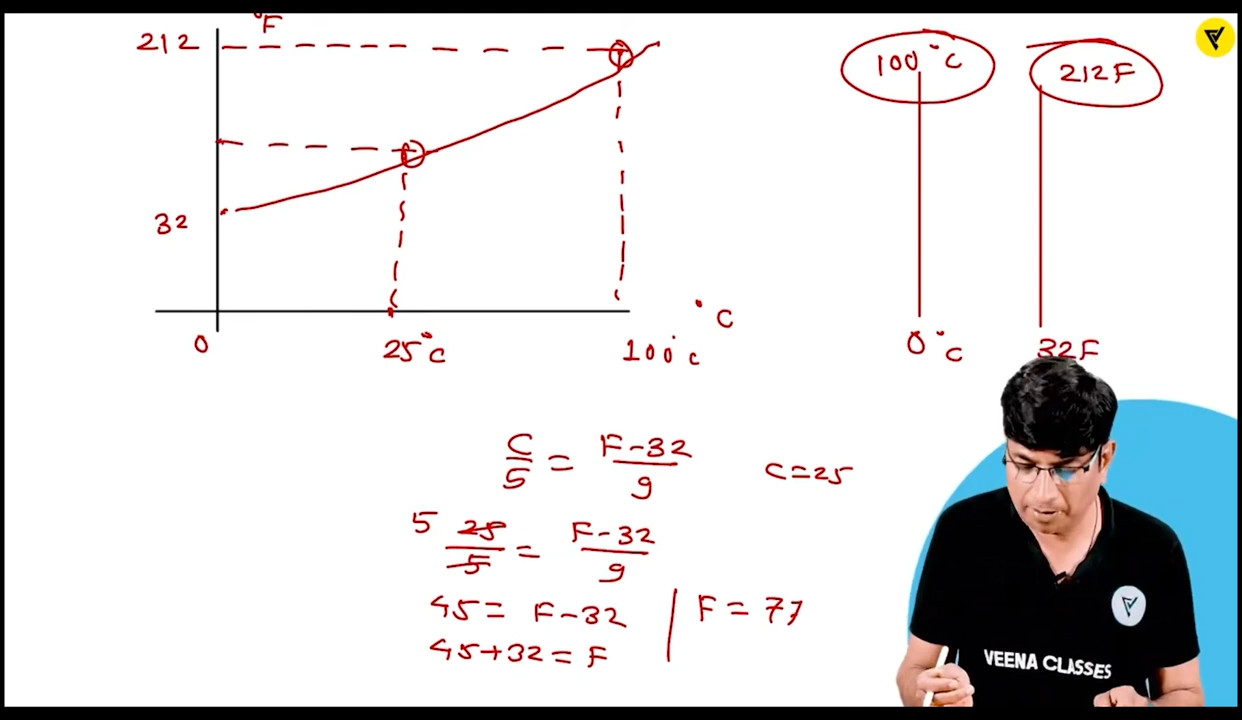 °F
212
32
0
25°C
100°C
°C
100°C
212F
0°C
32F
C/5 = F-32/9
C=25
5 25/5 = F-32/9
45 = F-32
45+32 = F
F = 77
VEENA CLASSES